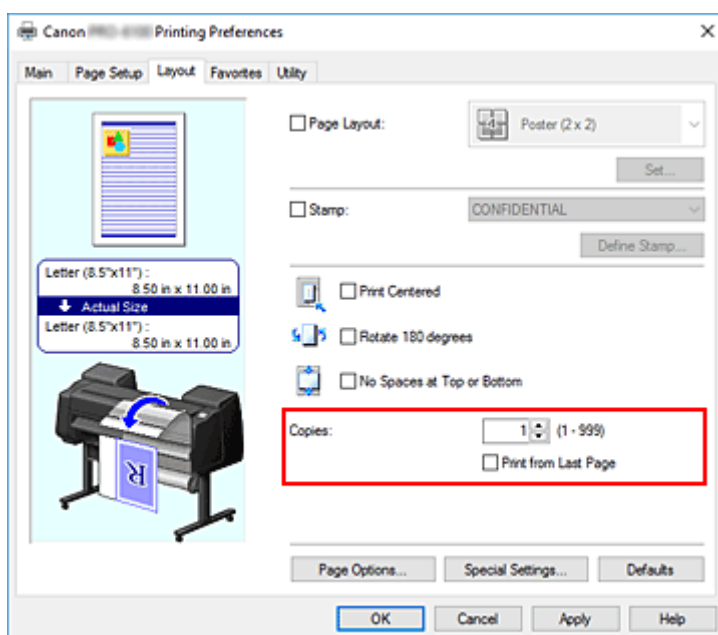 Canon Printing Preferences
Main Page Setup Layout Favorites Utility
Page Layout: 4 Poster (2 x 2)
Set...
Stamp: CONFIDENTIAL
Define Stamp...
Letter (8.5"x11") :
8.50 in x 11.00 in
Actual Size
Letter (8.5"x11") :
8.50 in x 11.00 in
Print Centered
Rotate 180 degrees
No Spaces at Top or Bottom
Copies: 1 (1 - 999)
Print from Last Page
R
Page Options... Special Settings... Defaults
OK Cancel Apply Help